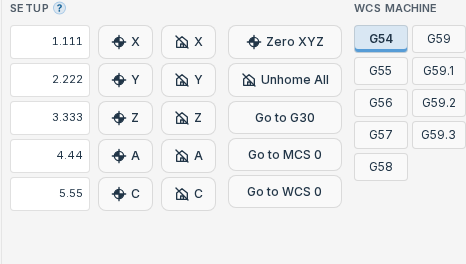 SETUP ? WCS MACHINE
1.111 X X Zero XYZ G54 G59
2.222 Y Y Unhome All G55 G59.1
3.333 Z Z Go to G30 G56 G59.2
4.44 A A Go to MCS 0 G57 G59.3
5.55 C C Go to WCS 0 G58